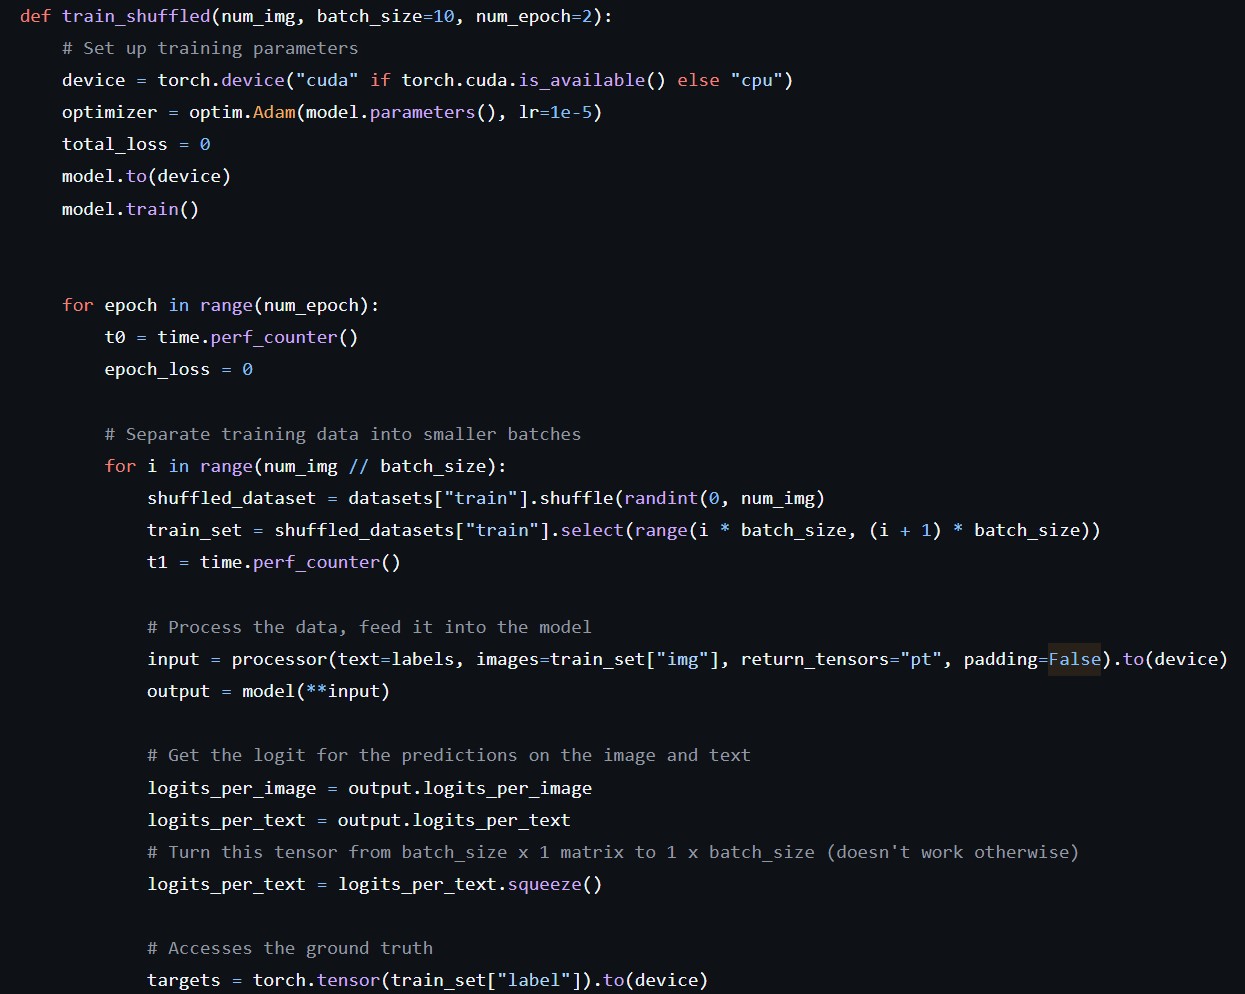 def train_shuffled(num_img, batch_size=10, num_epoch=2):
    # Set up training parameters
    device = torch.device("cuda" if torch.cuda.is_available() else "cpu")
    optimizer = optim.Adam(model.parameters(), lr=1e-5)
    total_loss = 0
    model.to(device)
    model.train()

    for epoch in range(num_epoch):
        t0 = time.perf_counter()
        epoch_loss = 0

        # Separate training data into smaller batches
        for i in range(num_img // batch_size):
            shuffled_dataset = datasets["train"].shuffle(randint(0, num_img)
            train_set = shuffled_datasets["train"].select(range(i * batch_size, (i + 1) * batch_size))
            t1 = time.perf_counter()

            # Process the data, feed it into the model
            input = processor(text=labels, images=train_set["img"], return_tensors="pt", padding=False).to(device)
            output = model(**input)

            # Get the logit for the predictions on the image and text
            logits_per_image = output.logits_per_image
            logits_per_text = output.logits_per_text
            # Turn this tensor from batch_size x 1 matrix to 1 x batch_size (doesn't work otherwise)
            logits_per_text = logits_per_text.squeeze()

            # Accesses the ground truth
            targets = torch.tensor(train_set["label"]).to(device)